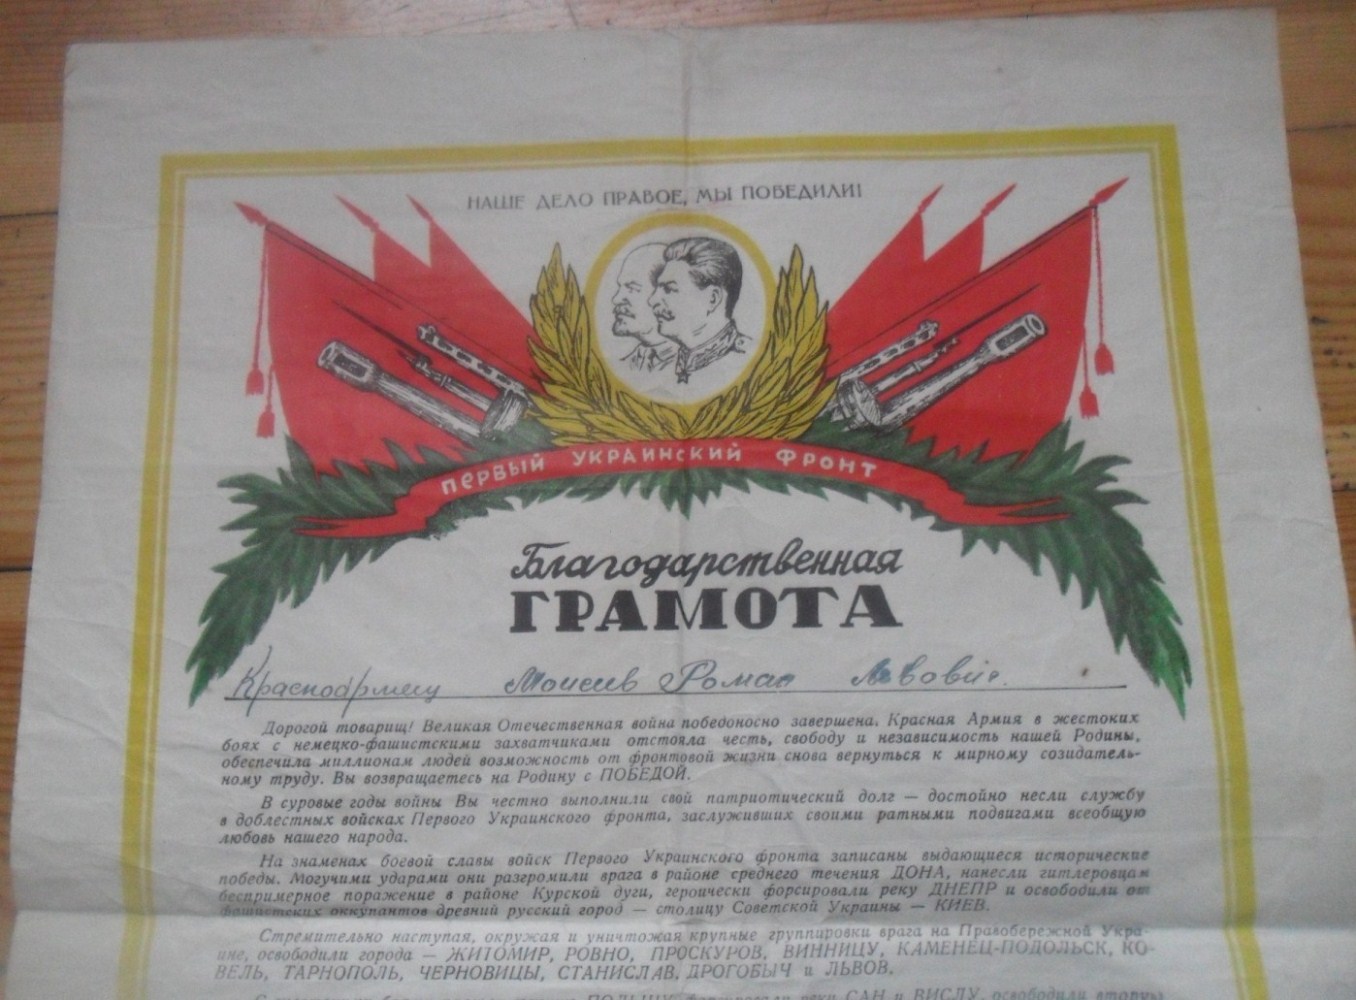 НАШЕ ДЕЛО ПРАВОЕ, МЫ ПОБЕДИЛИ!
ПЕРВЫЙ УКРАИНСКИЙ ФРОНТ
Благодарственная
ГРАМОТА
Красноармейцу Моисеев Роман Львович.
Дорогой товарищ! Великая Отечественная война победоносно завершена. Красная Армия в жестоких
боях с немецко-фашистскими захватчиками отстояла честь, свободу и независимость нашей Родины,
обеспечила миллионам людей возможность от фронтовой жизни снова вернуться к мирному созидатель-
ному труду. Вы возвращаетесь на Родину с ПОБЕДОЙ.
В суровые годы войны Вы честно выполнили свой патриотический долг — достойно несли службу
в доблестных войсках Первого Украинского фронта, заслуживших своими ратными подвигами всеобщую
любовь нашего народа.
На знаменах боевой славы войск Первого Украинского фронта записаны выдающиеся исторические
победы. Могучими ударами они разгромили врага в районе среднего течения ДОНА, нанесли гитлеровцам
беспримерное поражение в районе Курской дуги, героически форсировали реку ДНЕПР и освободили от
фашистских оккупантов древний русский город — столицу Советской Украины — КИЕВ.
Стремительно наступая, окружая и уничтожая крупные группировки врага на Правобережной Укра-
ине, освободили города — ЖИТОМИР, РОВНО, ПРОСКУРОВ, ВИННИЦУ, КАМЕНЕЦ-ПОДОЛЬСК, КО-
ВЕЛЬ, ТАРНОПОЛЬ, ЧЕРНОВИЦЫ, СТАНИСЛАВ, ДРОГОБЫЧ и ЛЬВОВ.
ПОЛЬШУ, форсировали реки САН и ВИСЛУ, освободили вторую